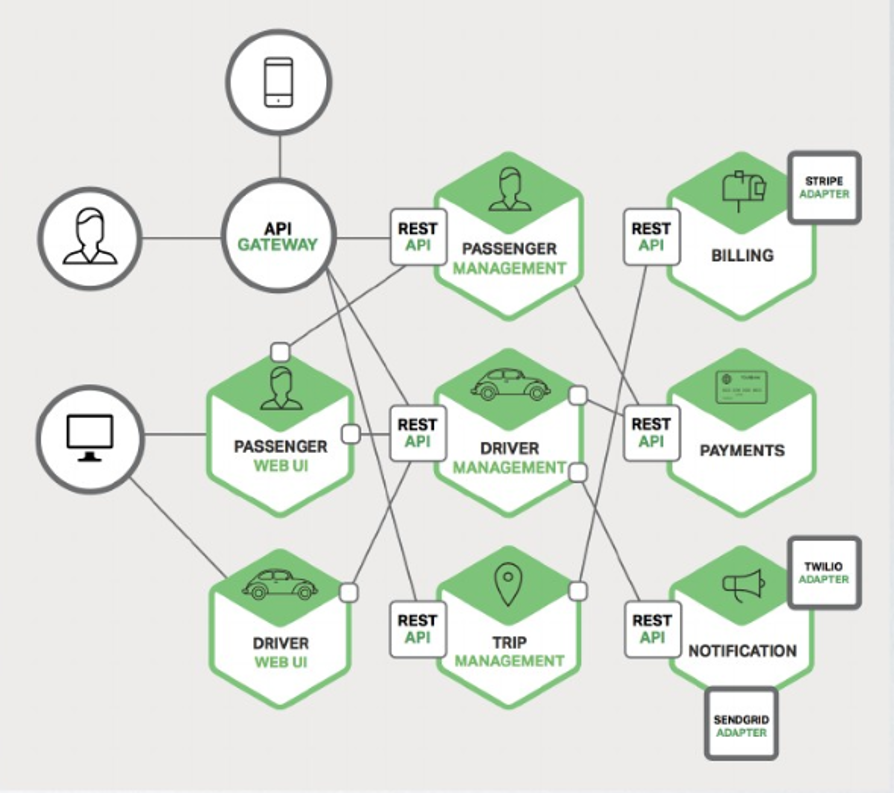 API
GATEWAY
REST
API
PASSENGER
MANAGEMENT
REST
API
BILLING
STRIPE
ADAPTER
PASSENGER
WEB UI
REST
API
DRIVER
MANAGEMENT
REST
API
PAYMENTS
DRIVER
WEB UI
REST
API
TRIP
MANAGEMENT
REST
API
NOTIFICATION
TWILIO
ADAPTER
SENDGRID
ADAPTER